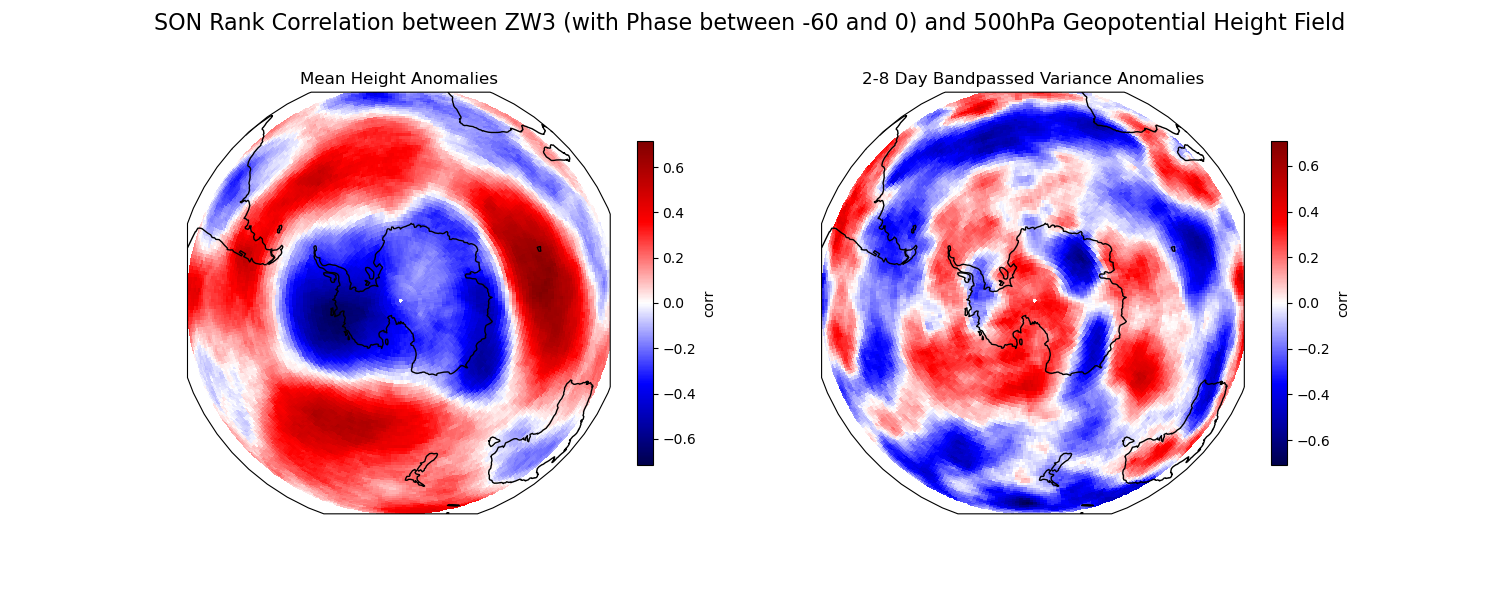 SON Rank Correlation between ZW3 (with Phase between -60 and 0) and 500hPa Geopotential Height Field
Mean Height Anomalies
0.6
0.4
0.2
0.0
−0.2
−0.4
−0.6
corr
2-8 Day Bandpassed Variance Anomalies
0.6
0.4
0.2
0.0
−0.2
−0.4
−0.6
corr